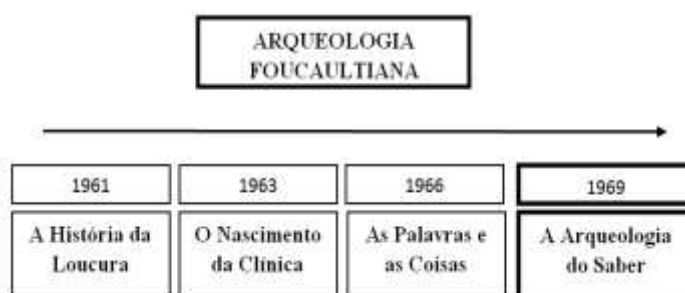 ARQUEOLOGIA
FOUCAULTIANA
1961
1963
1966
1969
A História da
Loucura
O Nascimento
da Clínica
As Palavras e
as Coisas
A Arqueologia
do Saber